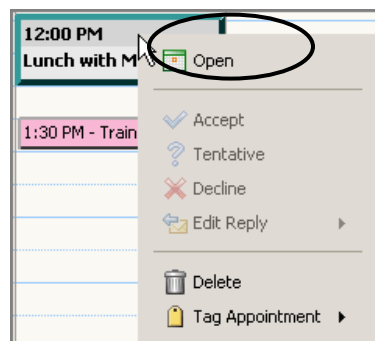 12:00 PM
Lunch with M
Open
1:30 PM - Train
Accept
Tentative
Decline
Edit Reply
Delete
Tag Appointment